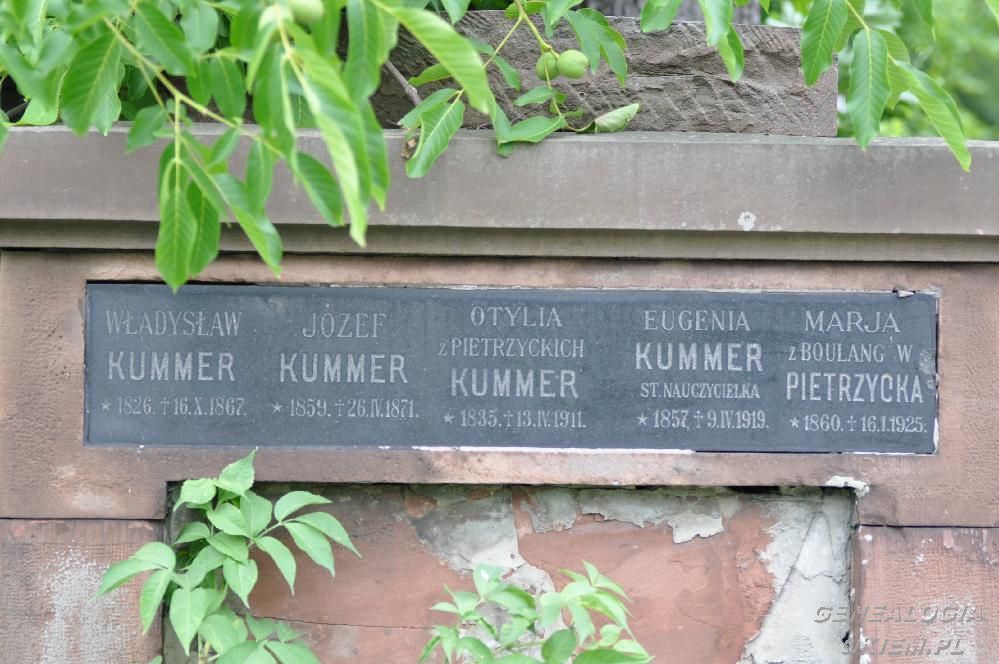 WŁADYSŁAW
KUMMER
* 1826. † 16.X.1867.
JÓZEF
KUMMER
* 1859. † 26.IV.1871.
OTYLIA
z PIETRZYCKICH
KUMMER
* 1835. † 13.IV.1911.
EUGENIA
KUMMER
ST. NAUCZYCIELKA
* 1857. † 9.IV.1919.
MARJA
z BOULANG'W
PIETRZYCKA
* 1860. † 16.I.1925.
GENEALOGIA